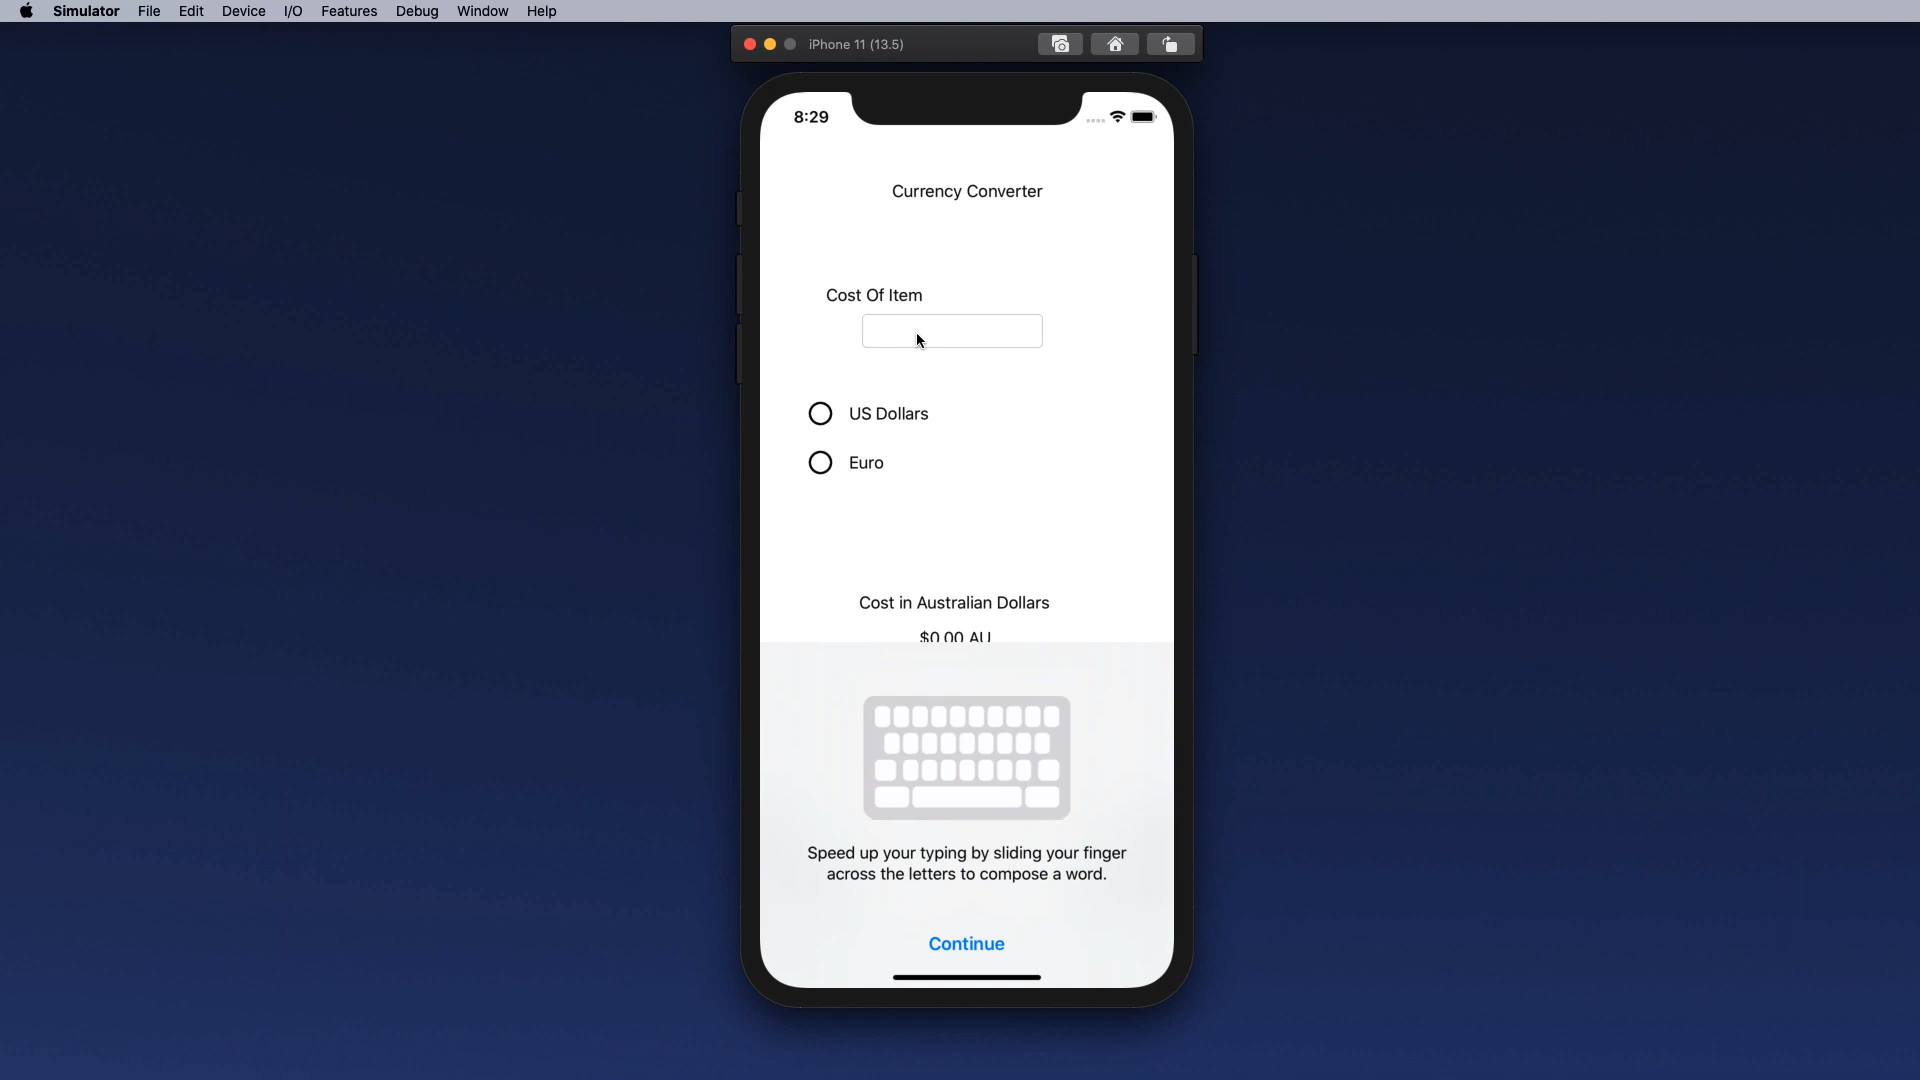 Simulator File Edit Device I/O Features Debug Window Help
iPhone 11 (13.5)
8:29
Currency Converter
Cost Of Item
US Dollars
Euro
Cost in Australian Dollars
$0.00 AU
Speed up your typing by sliding your finger
across the letters to compose a word.
Continue